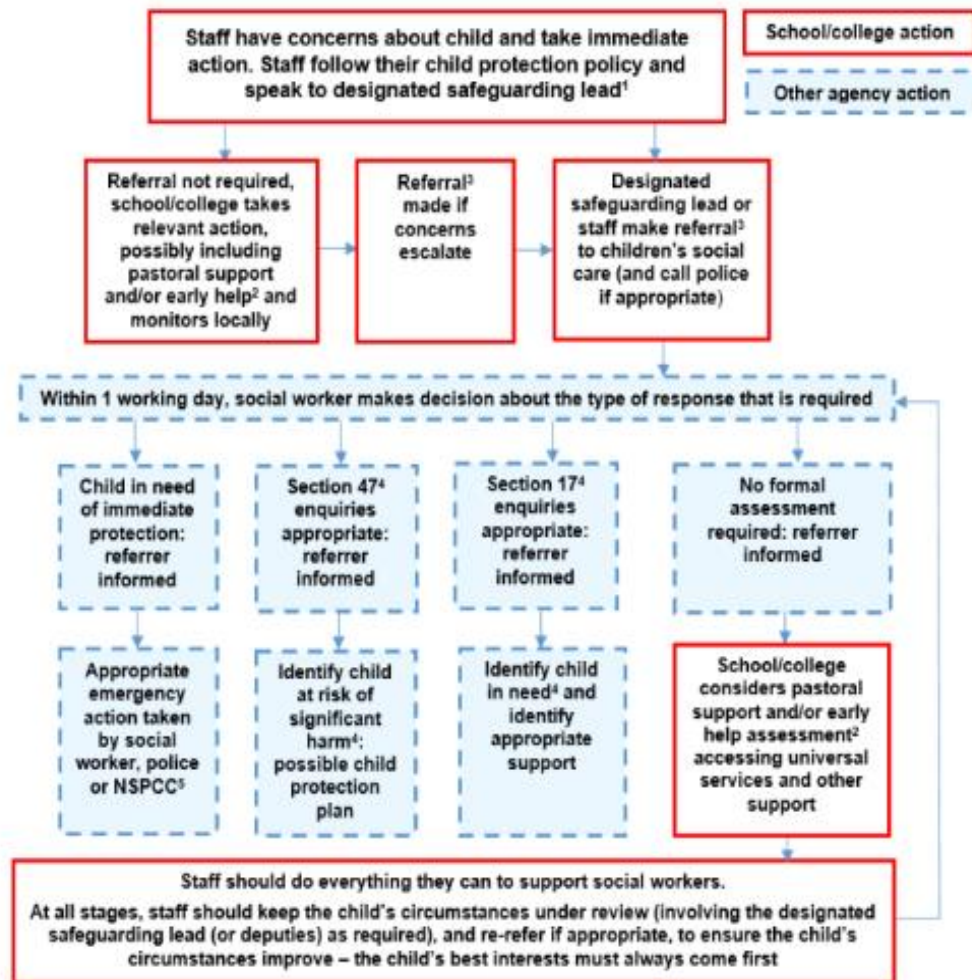 Staff have concerns about child and take immediate
action. Staff follow their child protection policy and
speak to designated safeguarding lead¹
School/college action
Other agency action
Referral not required,
school/college takes
relevant action,
possibly including
pastoral support
and/or early help² and
monitors locally
Referral³
made if
concerns
escalate
Designated
safeguarding lead or
staff make referral³
to children's social
care (and call police
if appropriate)
Within 1 working day, social worker makes decision about the type of response that is required
Child in need
of immediate
protection:
referrer
informed
Section 47⁴
enquiries
appropriate:
referrer
informed
Section 17⁴
enquiries
appropriate:
referrer
informed
No formal
assessment
required: referrer
informed
Appropriate
emergency
action taken
by social
worker, police
or NSPCC⁵
Identify child
at risk of
significant
harm⁴:
possible child
protection
plan
Identify child
in need⁴ and
identify
appropriate
support
School/college
considers pastoral
support and/or early
help assessment²
accessing universal
services and other
support
Staff should do everything they can to support social workers.
At all stages, staff should keep the child's circumstances under review (involving the designated
safeguarding lead (or deputies) as required), and re-refer if appropriate, to ensure the child's
circumstances improve – the child's best interests must always come first